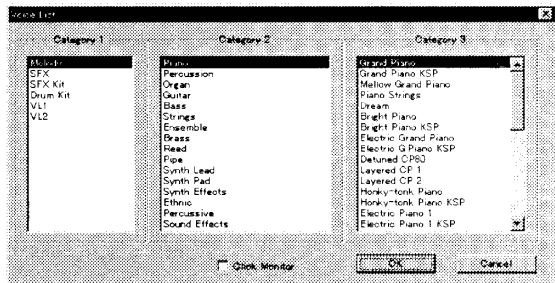 Voice List
Category 1
Melody
SFX
SFX Kit
Drum Kit
VL1
VL2
Category 2
Piano
Percussion
Organ
Guitar
Bass
Strings
Ensemble
Brass
Reed
Pipe
Synth Lead
Synth Pad
Synth Effects
Ethnic
Percussive
Sound Effects
Category 3
Grand Piano
Grand Piano KSP
Mellow Grand Piano
Piano Strings
Dream
Bright Piano
Bright Piano KSP
Electric Grand Piano
Electric G.Piano KSP
Detuned CP80
Layered CP 1
Layered CP 2
Honky-tonk Piano
Honky-tonk Piano KSP
Electric Piano 1
Electric Piano 1 KSP
Click Monitor
OK
Cancel